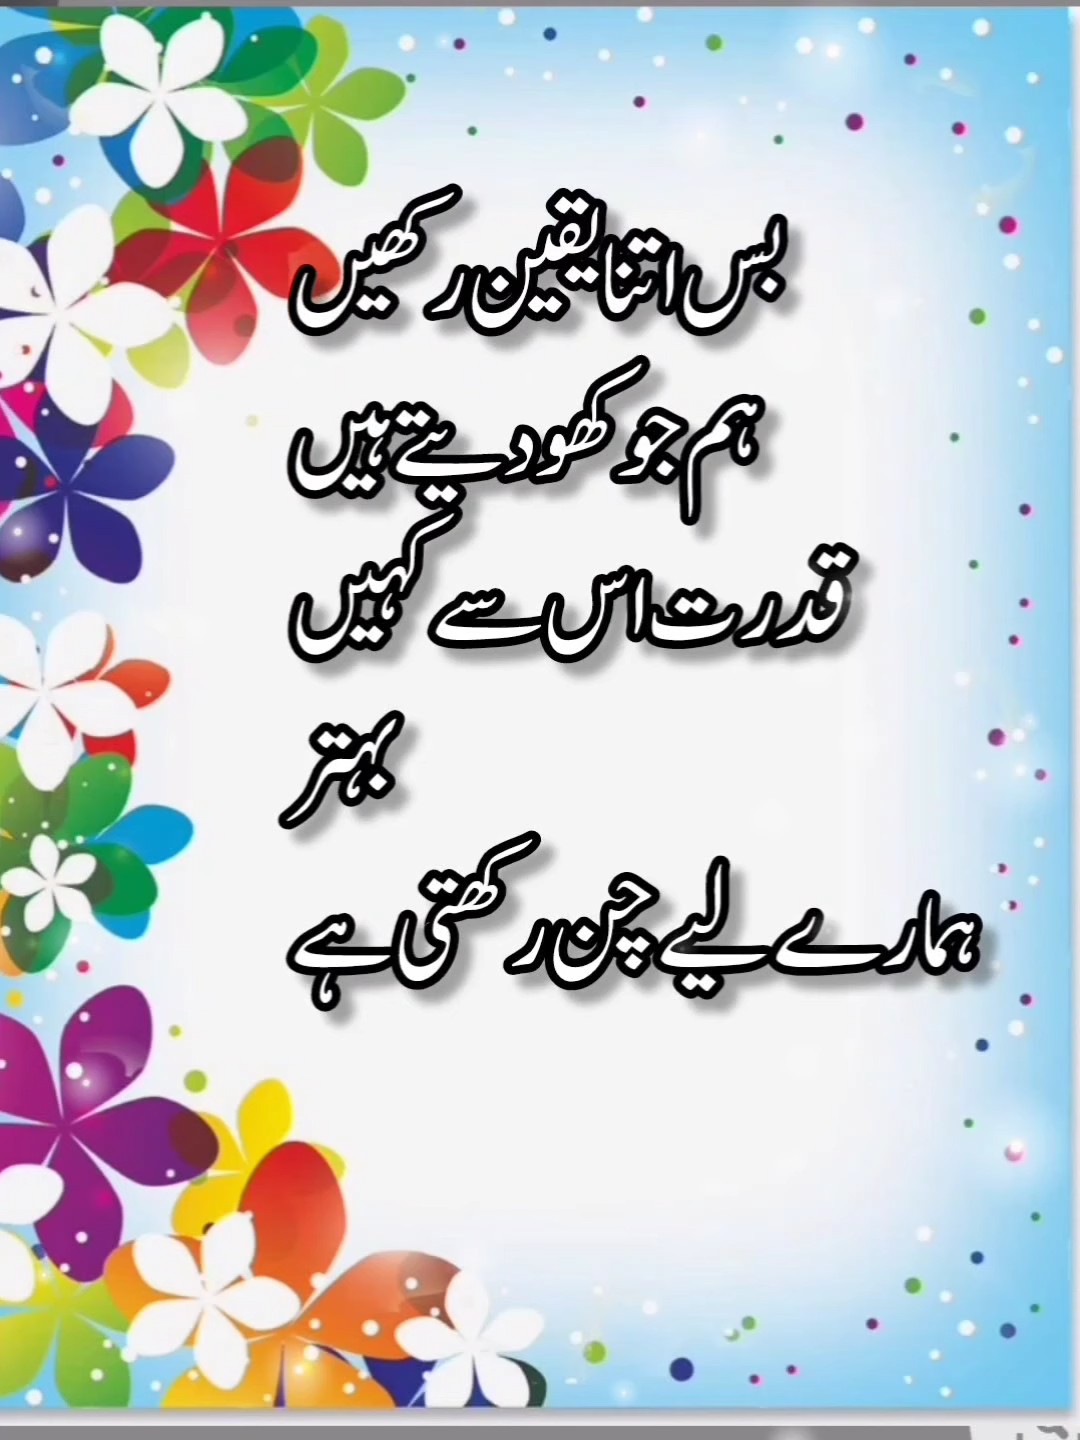 بس اتنا یقین رکھیں
ہم جو کھو دیتے ہیں
قدرت اس سے کہیں
بہتر
ہمارے لیے چن رکھتی ہے